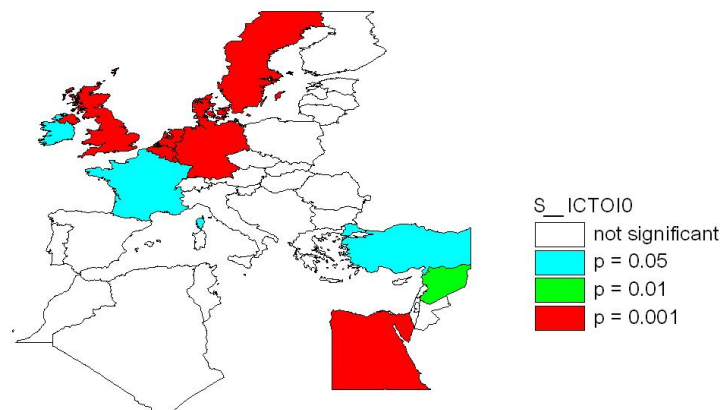 S__ICTOI0
not significant
p = 0.05
p = 0.01
p = 0.001